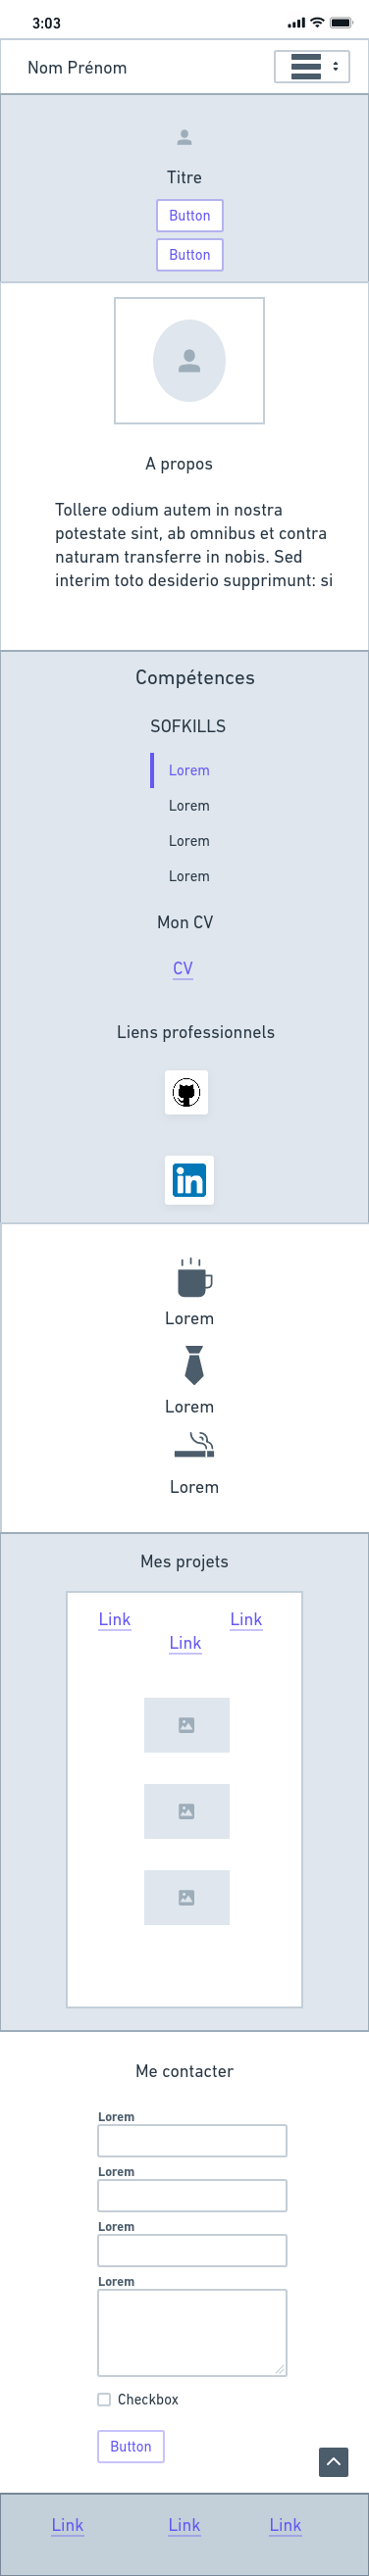 3:03
Nom Prénom
Titre
Button
Button
A propos
Tollere odium autem in nostra
potestate sint, ab omnibus et contra
naturam transferre in nobis. Sed
interim toto desiderio supprimunt: si
Compétences
SOFKILLS
Lorem
Lorem
Lorem
Lorem
Mon CV
CV
Liens professionnels
in
Lorem
Lorem
Lorem
Mes projets
Link Link
Link
Me contacter
Lorem
Lorem
Lorem
Lorem
Checkbox
Button
Link Link Link